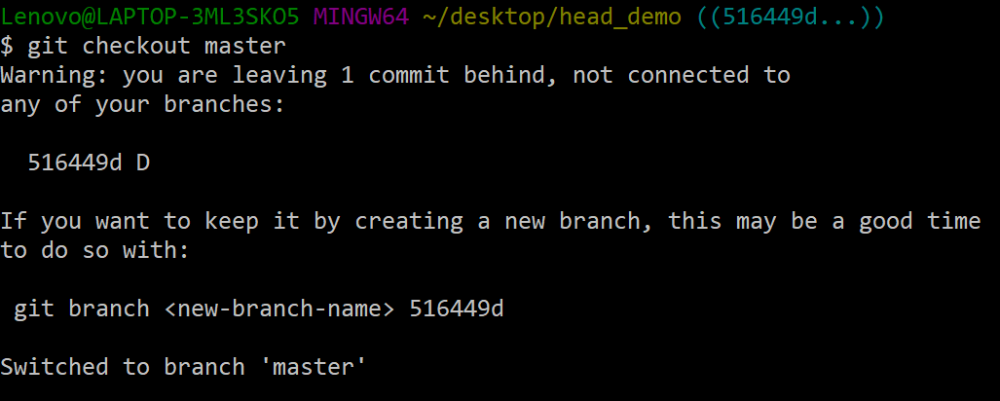 Lenovo@LAPTOP-3ML3SKO5 MINGW64 ~/desktop/head_demo ((516449d...))
$ git checkout master
Warning: you are leaving 1 commit behind, not connected to
any of your branches:
516449d D
If you want to keep it by creating a new branch, this may be a good time
to do so with:
git branch <new-branch-name> 516449d
Switched to branch 'master'